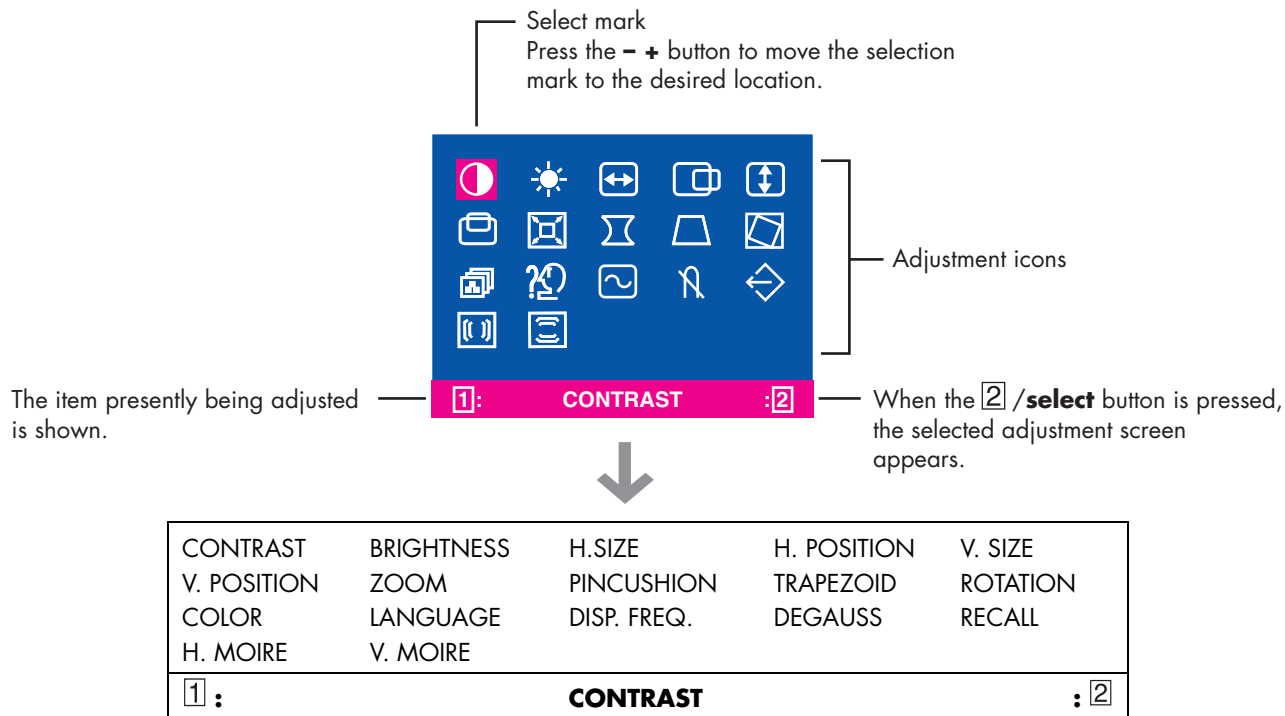 Select mark
Press the – + button to move the selection
mark to the desired location.
Adjustment icons
The item presently being adjusted
is shown.
1: CONTRAST :2
When the 2 /select button is pressed,
the selected adjustment screen
appears.
CONTRAST BRIGHTNESS H.SIZE H. POSITION V. SIZE
V. POSITION ZOOM PINCUSHION TRAPEZOID ROTATION
COLOR LANGUAGE DISP. FREQ. DEGAUSS RECALL
H. MOIRE V. MOIRE
1 : CONTRAST : 2